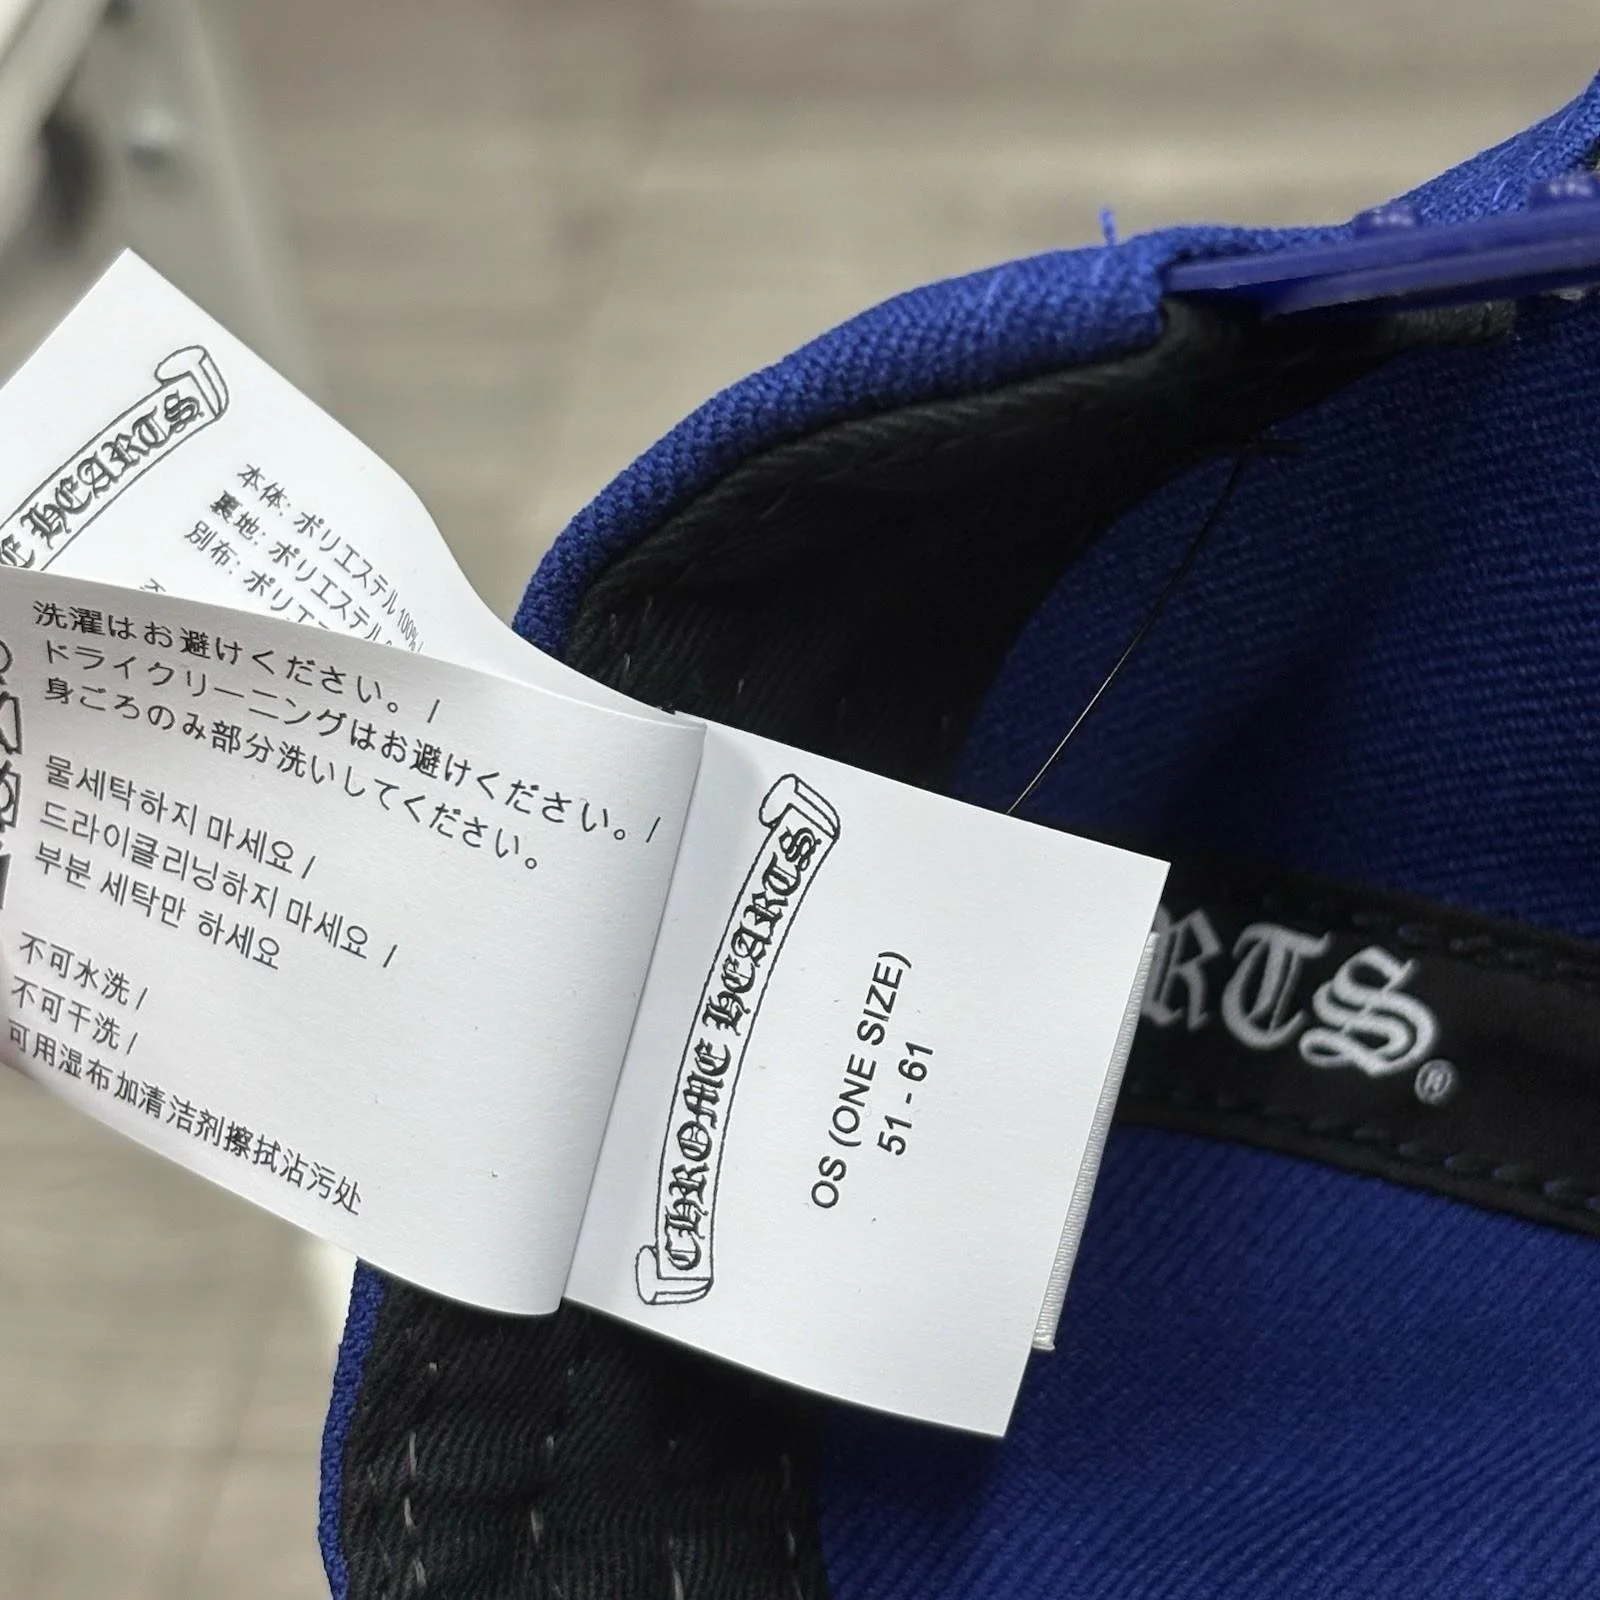 HEARTS
本体: ポリエステル 100%/
裏地: ポリエステル
別布: ポリエ
洗濯はお避けください。/
ドライクリーニングはお避けください。/
身ごろのみ部分洗いしてください。
물세탁하지 마세요 /
드라이클리닝하지 마세요 /
부분 세탁만 하세요
不可水洗 /
不可干洗 /
可用湿布加清洁剂擦拭沾污处
CHROME HEARTS
OS (ONE SIZE)
51 - 61
RTS®